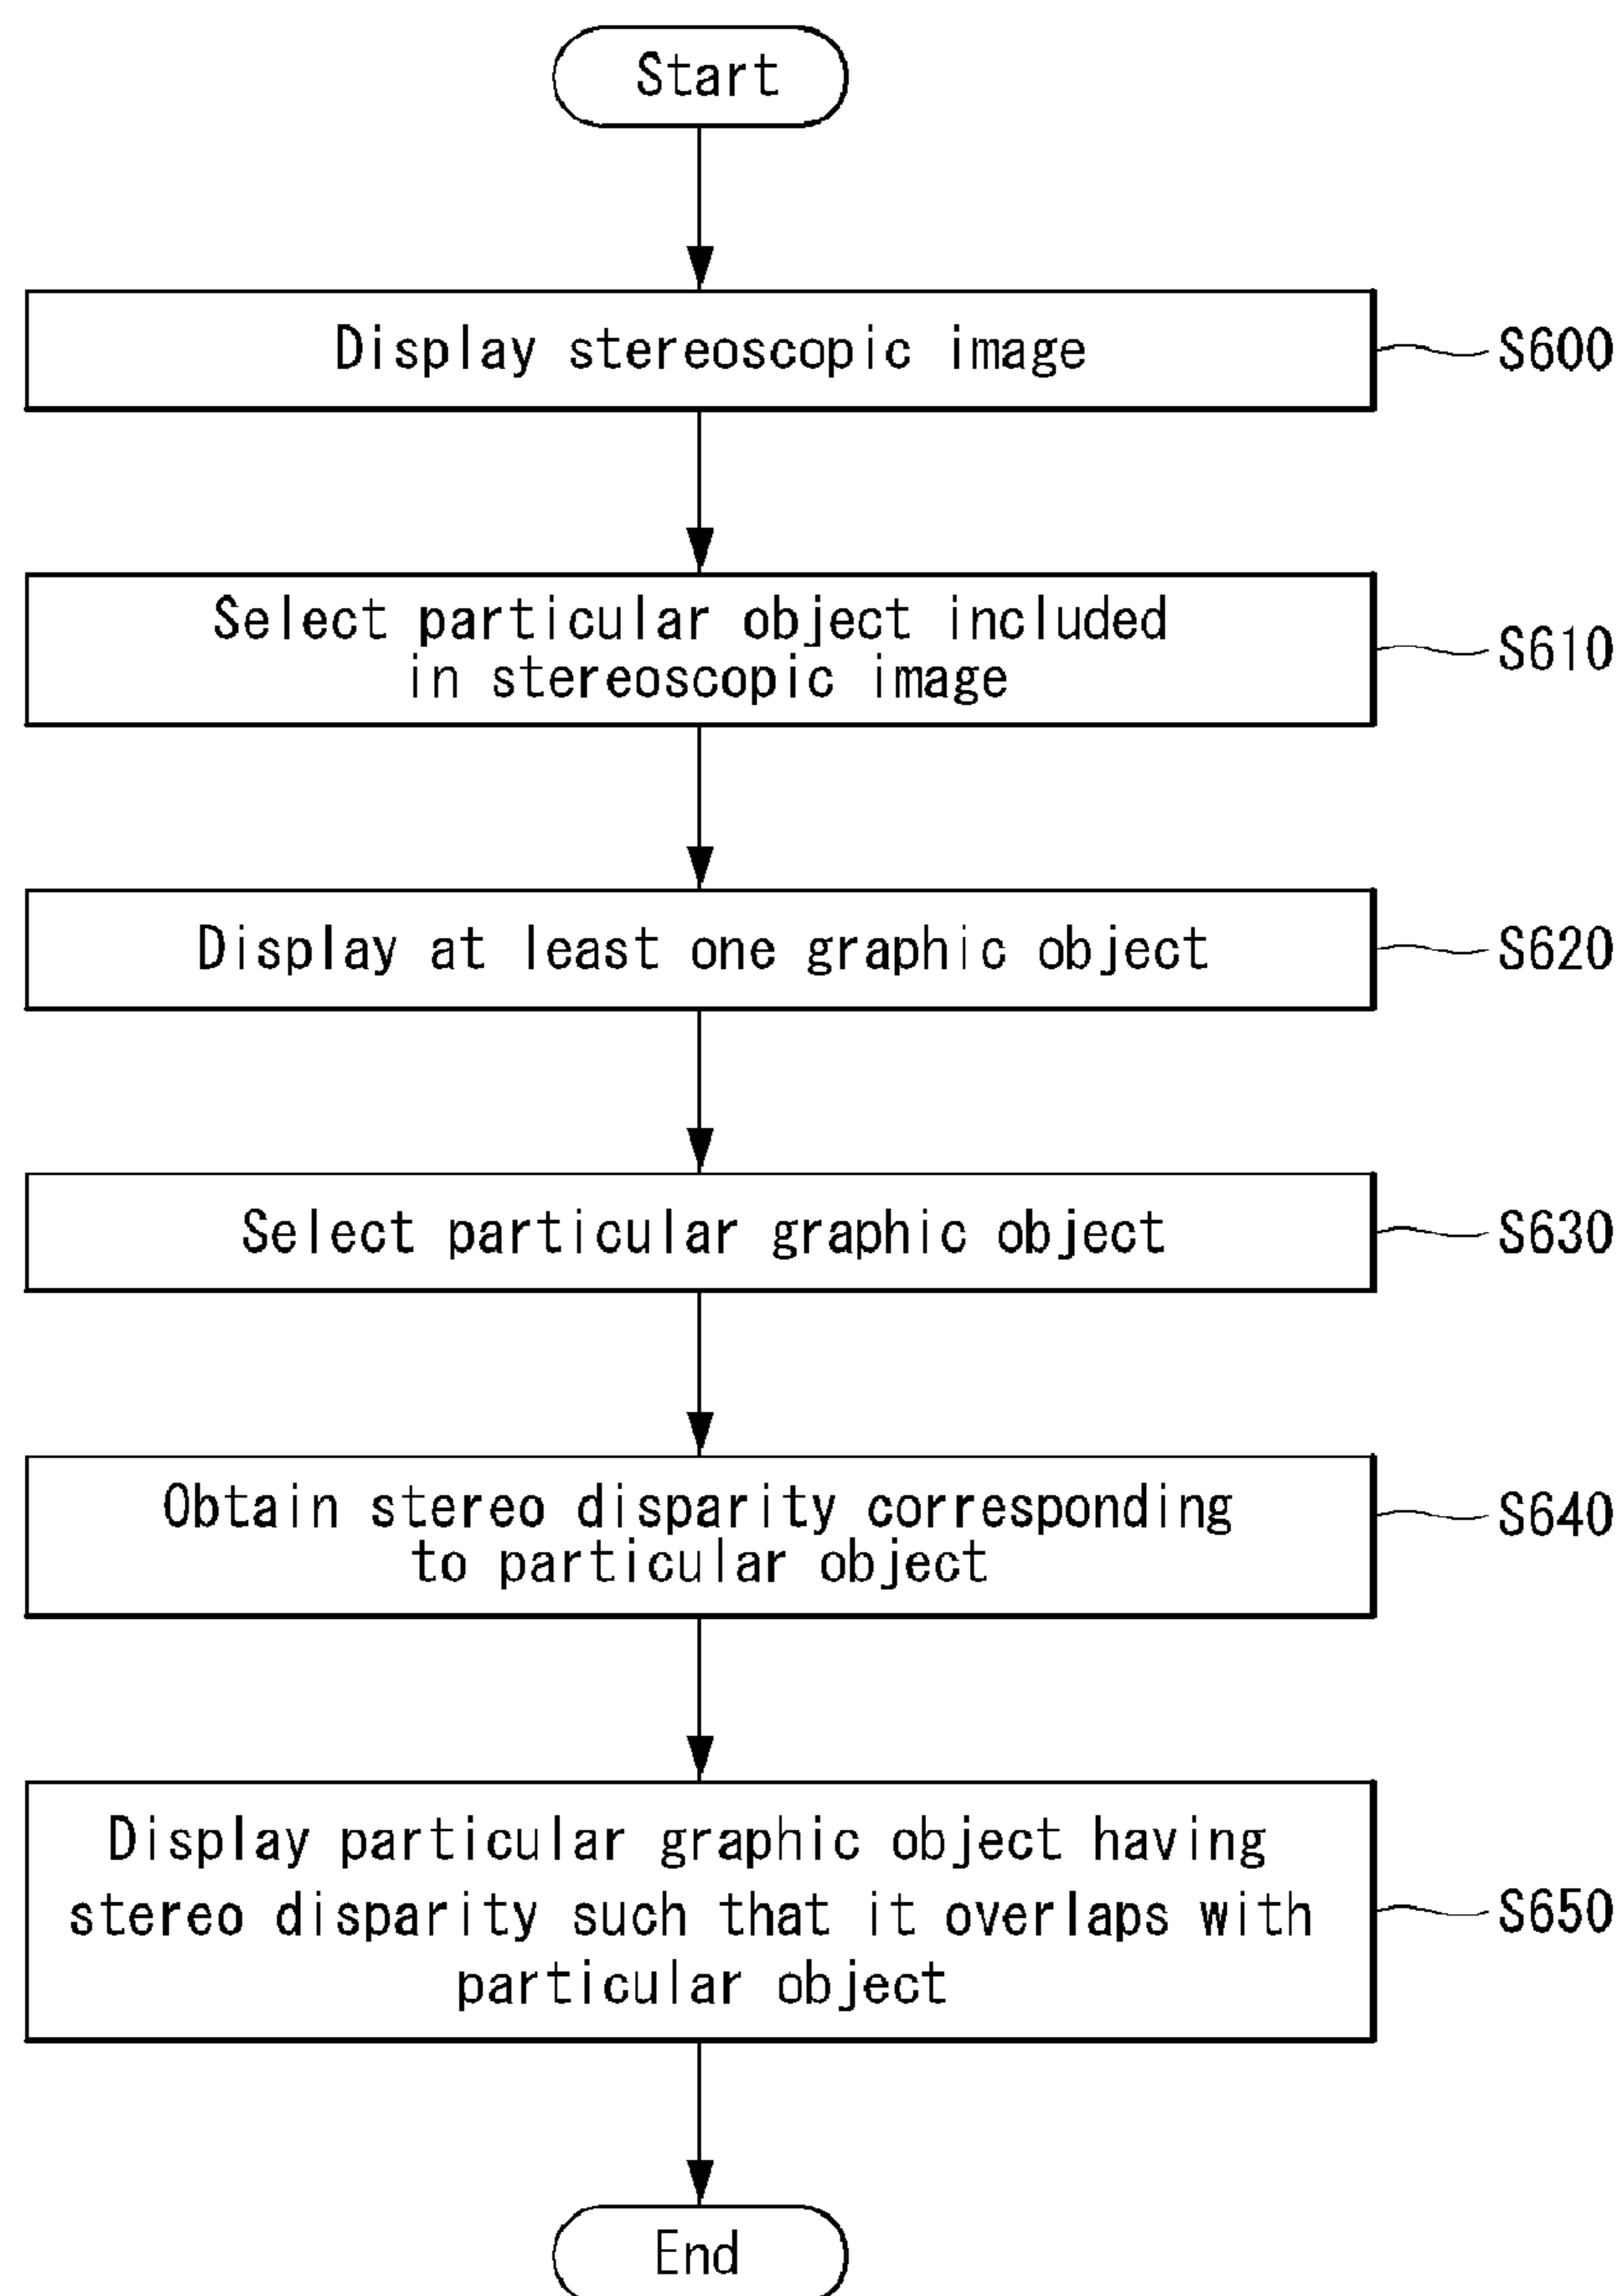 Start
Display stereoscopic image
S600
Select particular object included
in stereoscopic image
S610
Display at least one graphic object
S620
Select particular graphic object
S630
Obtain stereo disparity corresponding
to particular object
S640
Display particular graphic object having
stereo disparity such that it overlaps with
particular object
S650
End